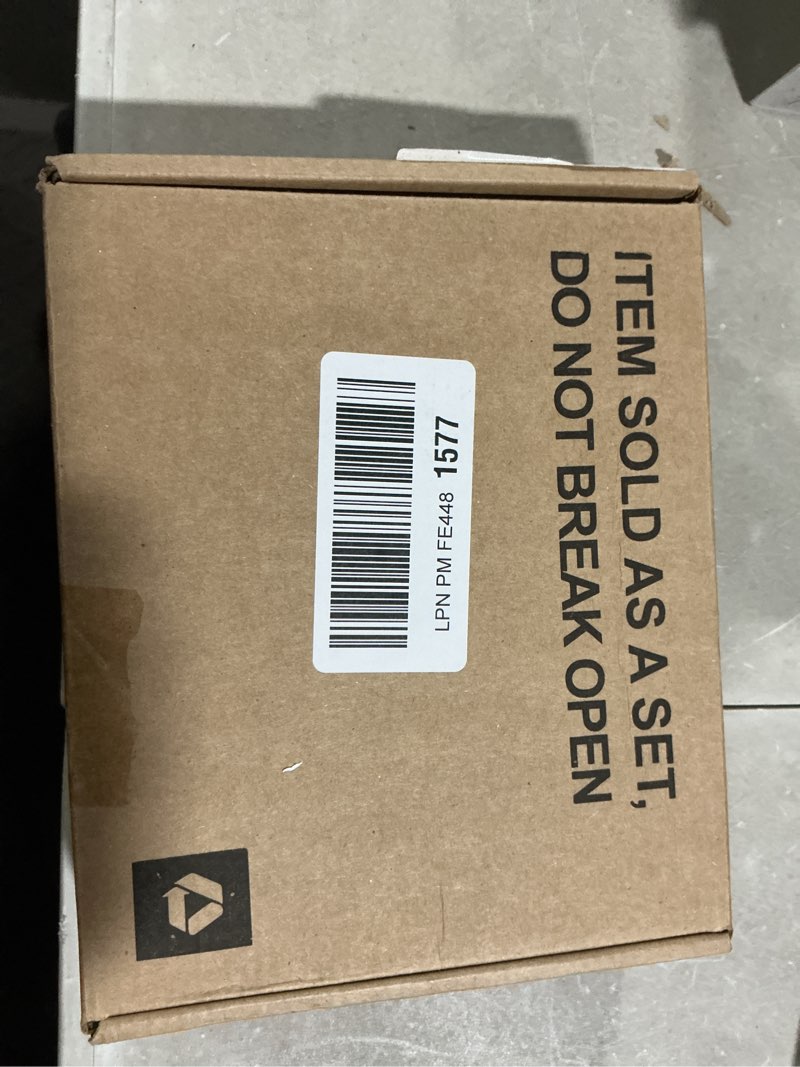 ITEM SOLD AS A SET,
DO NOT BREAK OPEN
LPN PM FE448 1577